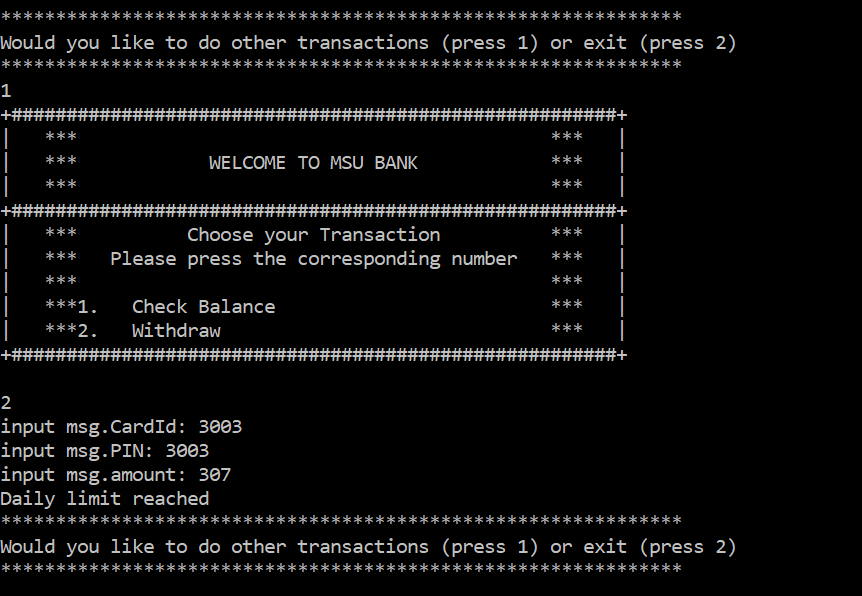 **************************************************************
Would you like to do other transactions (press 1) or exit (press 2)
**************************************************************
1
+#######################################################+
|   ***                                           ***   |
|   ***            WELCOME TO MSU BANK            ***   |
|   ***                                           ***   |
+#######################################################+
|   ***          Choose your Transaction          ***   |
|   ***   Please press the corresponding number   ***   |
|   ***                                           ***   |
|   ***1.   Check Balance                         ***   |
|   ***2.   Withdraw                              ***   |
+#######################################################+

2
input msg.CardId: 3003
input msg.PIN: 3003
input msg.amount: 307
Daily limit reached
**************************************************************
Would you like to do other transactions (press 1) or exit (press 2)
**************************************************************